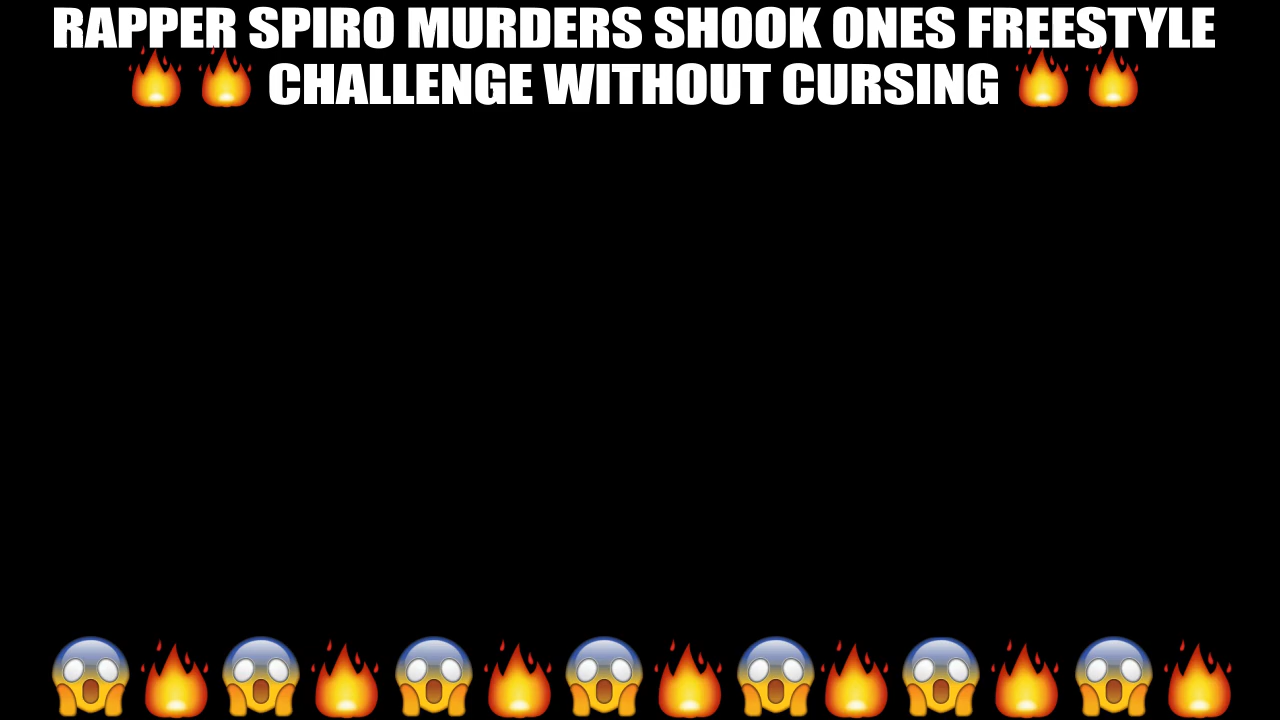 RAPPER SPIRO MURDERS SHOOK ONES FREESTYLE
🔥🔥 CHALLENGE WITHOUT CURSING 🔥🔥
😱🔥😱🔥😱🔥😱🔥😱🔥😱🔥😱🔥